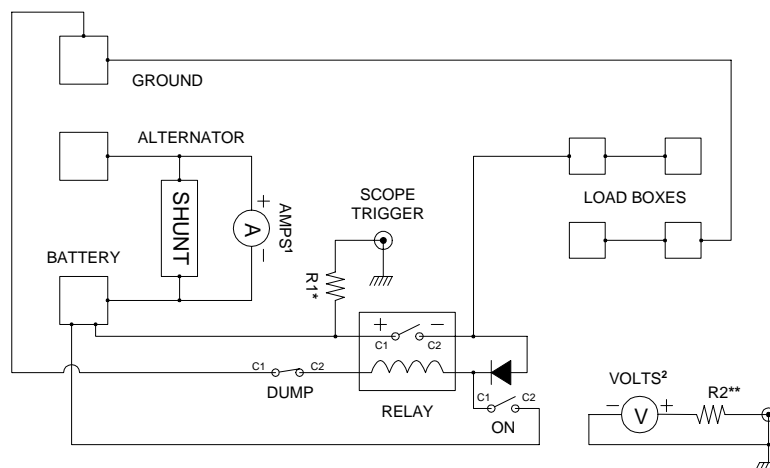 GROUND
ALTERNATOR
SHUNT
+
A
−
AMPS¹
SCOPE
TRIGGER
LOAD BOXES
BATTERY
R1*
+ −
C1 C2
C1 C2
DUMP
RELAY
C1 C2
ON
VOLTS²
− V +
R2**